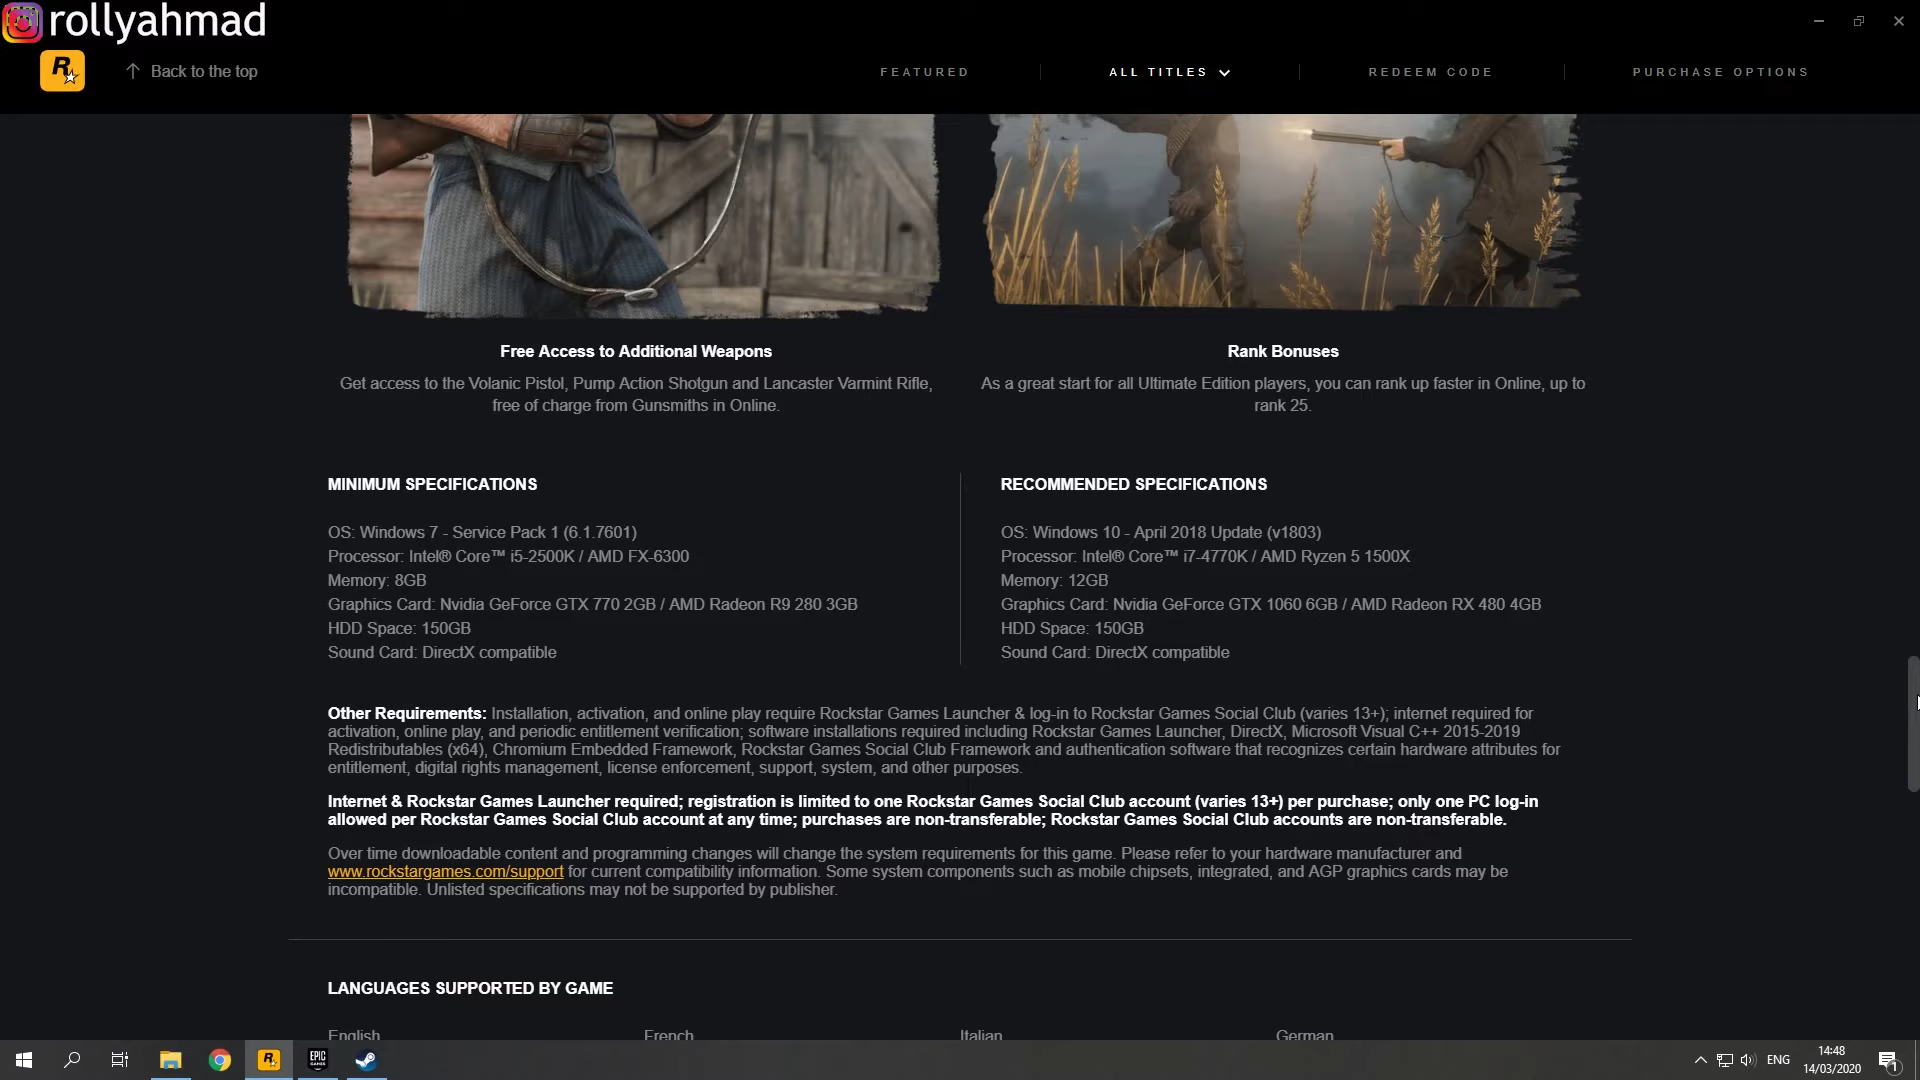 rollyahmad
Back to the top
FEATURED
ALL TITLES
REDEEM CODE
PURCHASE OPTIONS
Free Access to Additional Weapons
Get access to the Volanic Pistol, Pump Action Shotgun and Lancaster Varmint Rifle,
free of charge from Gunsmiths in Online.
Rank Bonuses
As a great start for all Ultimate Edition players, you can rank up faster in Online, up to
rank 25.
MINIMUM SPECIFICATIONS
OS: Windows 7 - Service Pack 1 (6.1.7601)
Processor: Intel® Core™ i5-2500K / AMD FX-6300
Memory: 8GB
Graphics Card: Nvidia GeForce GTX 770 2GB / AMD Radeon R9 280 3GB
HDD Space: 150GB
Sound Card: DirectX compatible
RECOMMENDED SPECIFICATIONS
OS: Windows 10 - April 2018 Update (v1803)
Processor: Intel® Core™ i7-4770K / AMD Ryzen 5 1500X
Memory: 12GB
Graphics Card: Nvidia GeForce GTX 1060 6GB / AMD Radeon RX 480 4GB
HDD Space: 150GB
Sound Card: DirectX compatible
Other Requirements: Installation, activation, and online play require Rockstar Games Launcher & log-in to Rockstar Games Social Club (varies 13+); internet required for
activation, online play, and periodic entitlement verification; software installations required including Rockstar Games Launcher, DirectX, Microsoft Visual C++ 2015-2019
Redistributables (x64), Chromium Embedded Framework, Rockstar Games Social Club Framework and authentication software that recognizes certain hardware attributes for
entitlement, digital rights management, license enforcement, support, system, and other purposes.
Internet & Rockstar Games Launcher required; registration is limited to one Rockstar Games Social Club account (varies 13+) per purchase; only one PC log-in
allowed per Rockstar Games Social Club account at any time; purchases are non-transferable; Rockstar Games Social Club accounts are non-transferable.
Over time downloadable content and programming changes will change the system requirements for this game. Please refer to your hardware manufacturer and
www.rockstargames.com/support for current compatibility information. Some system components such as mobile chipsets, integrated, and AGP graphics cards may be
incompatible. Unlisted specifications may not be supported by publisher.
LANGUAGES SUPPORTED BY GAME
English
French
Italian
German
R
EPIC
GAMES
ENG
14:48
14/03/2020
1